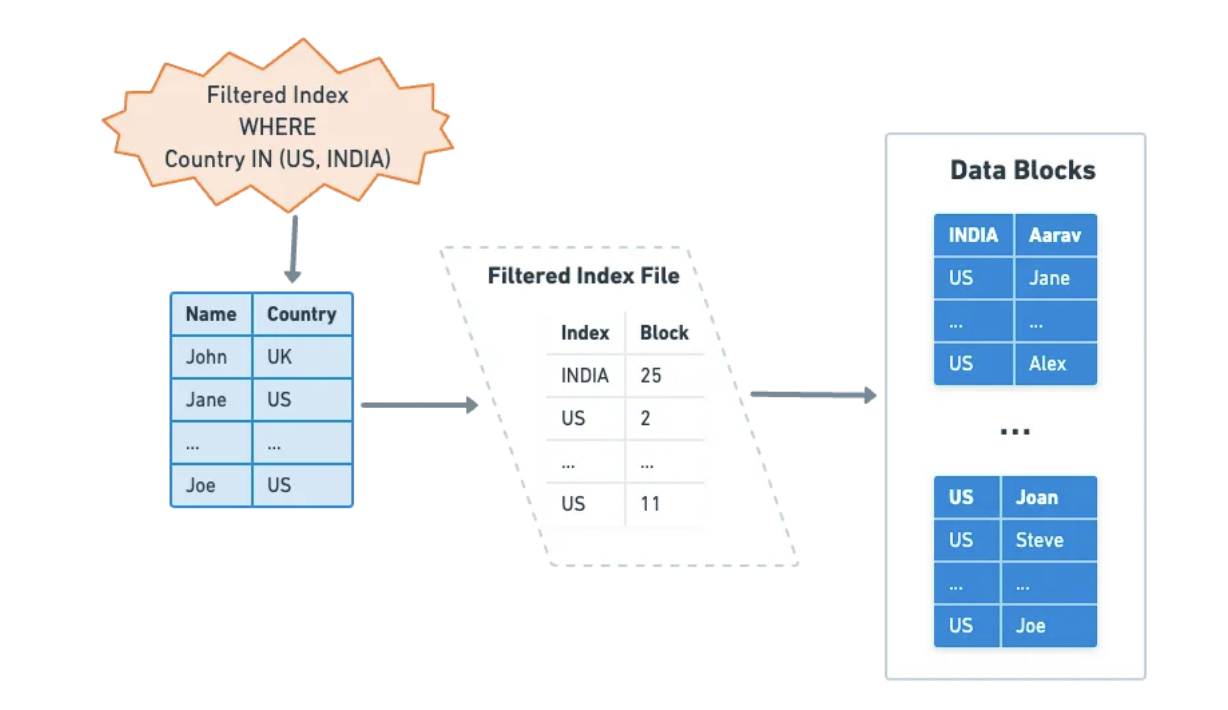 Filtered Index
WHERE
Country IN (US, INDIA)
Name Country
John UK
Jane US
... ...
Joe US
Filtered Index File
Index Block
INDIA 25
US 2
... ...
US 11
Data Blocks
INDIA Aarav
US Jane
... ...
US Alex
...
US Joan
US Steve
... ...
US Joe